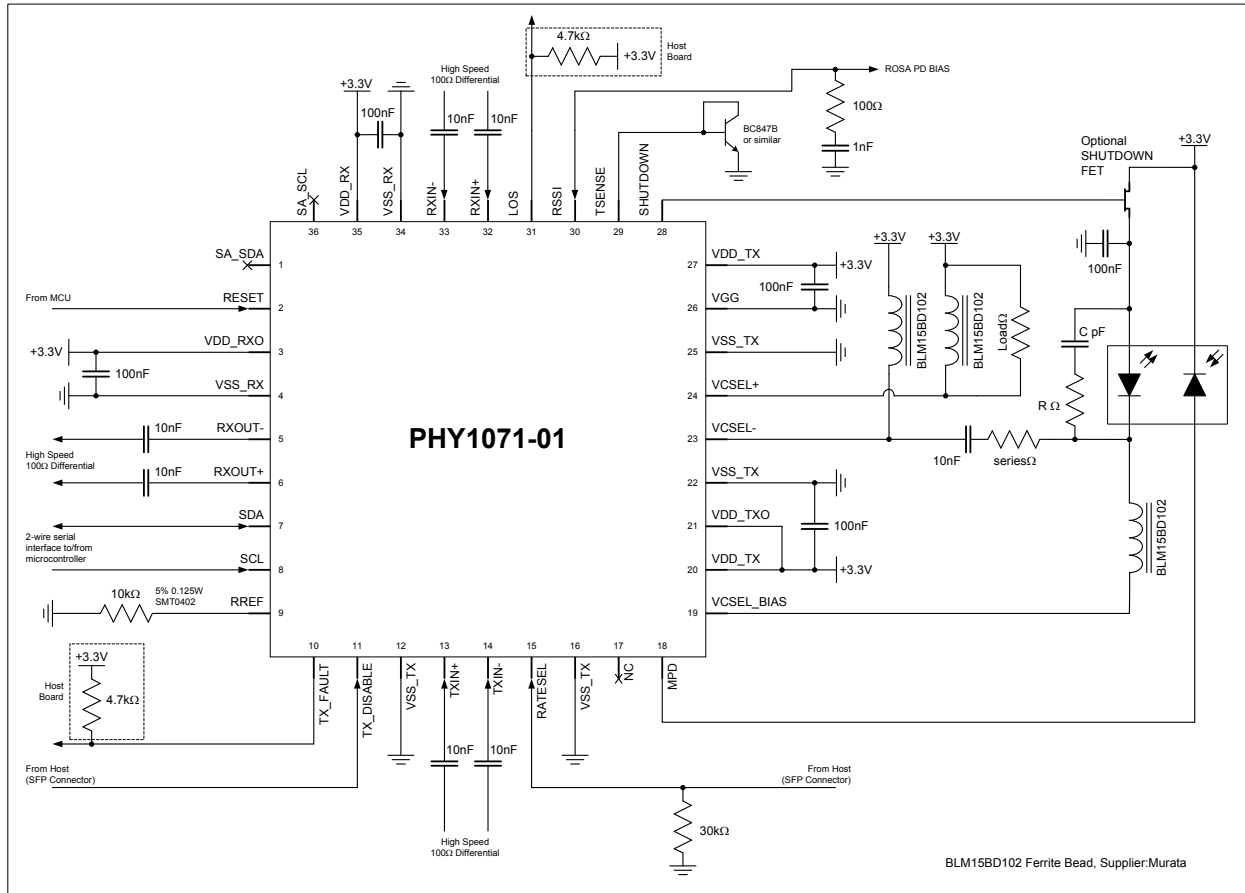 4.7kΩ
+3.3V
Host
Board
High Speed
100Ω Differential
ROSA PD BIAS
+3.3V
100nF
10nF
10nF
100Ω
1nF
BC847B
or similar
Optional
SHUTDOWN
FET
+3.3V
SA_SCL
VDD_RX
VSS_RX
RXIN-
RXIN+
LOS
RSSI
TSENSE
SHUTDOWN
36
35
34
33
32
31
30
29
28
SA_SDA
1
From MCU
RESET
2
+3.3V
VDD_RXO
3
100nF
VSS_RX
4
10nF
RXOUT-
5
High Speed
100Ω Differential
10nF
RXOUT+
6
SDA
7
2-wire serial
interface to/from
microcontroller
SCL
8
10kΩ
5% 0.125W
SMT0402
RREF
9
PHY1071-01
27
VDD_TX
+3.3V
100nF
26
VGG
25
VSS_TX
24
VCSEL+
23
VCSEL-
22
VSS_TX
21
VDD_TXO
100nF
20
VDD_TX
+3.3V
19
VCSEL_BIAS
+3.3V
+3.3V
BLM15BD102
BLM15BD102
LoadΩ
100nF
C pF
R Ω
10nF
seriesΩ
BLM15BD102
10
11
12
13
14
15
16
17
18
TX_FAULT
TX_DISABLE
VSS_TX
TXIN+
TXIN-
RATESEL
VSS_TX
NC
MPD
+3.3V
Host
Board
4.7kΩ
From Host
(SFP Connector)
10nF
10nF
High Speed
100Ω Differential
From Host
(SFP Connector)
30kΩ
BLM15BD102 Ferrite Bead, Supplier:Murata